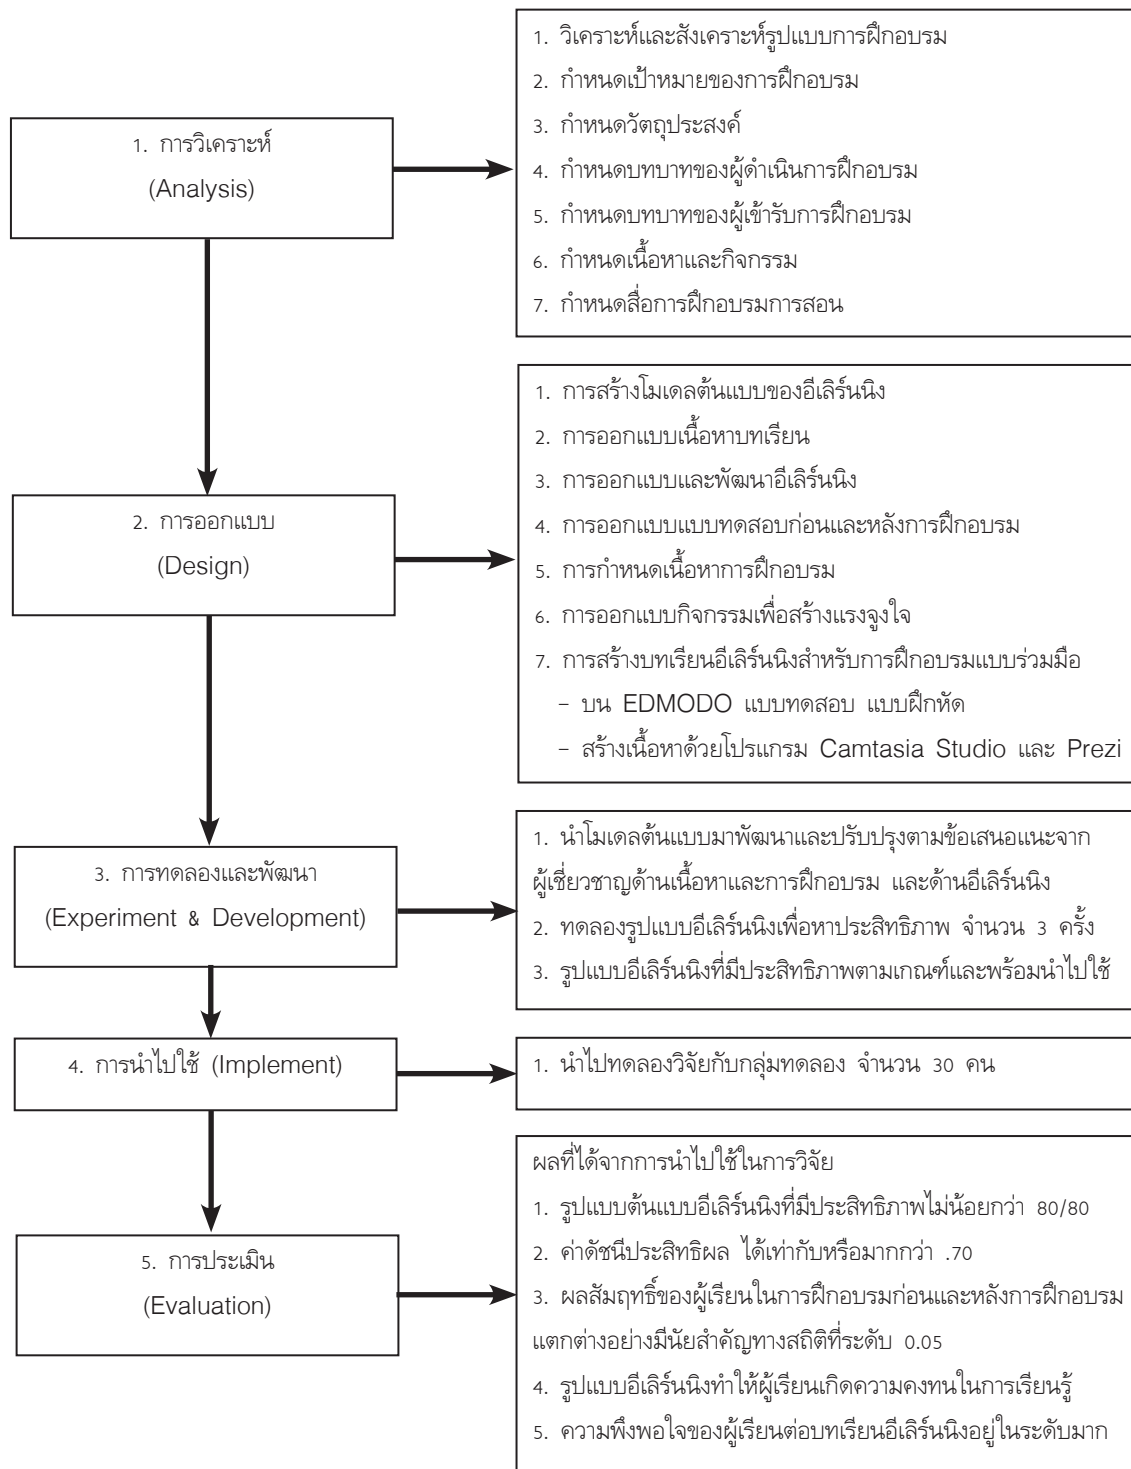 1. การวิเคราะห์
(Analysis)
1. วิเคราะห์และสังเคราะห์รูปแบบการฝึกอบรม
2. กำหนดเป้าหมายของการฝึกอบรม
3. กำหนดวัตถุประสงค์
4. กำหนดบทบาทของผู้ดำเนินการฝึกอบรม
5. กำหนดบทบาทของผู้เข้ารับการฝึกอบรม
6. กำหนดเนื้อหาและกิจกรรม
7. กำหนดสื่อการฝึกอบรมการสอน
2. การออกแบบ
(Design)
1. การสร้างโมเดลต้นแบบของอีเลิร์นนิง
2. การออกแบบเนื้อหาบทเรียน
3. การออกแบบและพัฒนาอีเลิร์นนิง
4. การออกแบบแบบทดสอบก่อนและหลังการฝึกอบรม
5. การกำหนดเนื้อหาการฝึกอบรม
6. การออกแบบกิจกรรมเพื่อสร้างแรงจูงใจ
7. การสร้างบทเรียนอีเลิร์นนิงสำหรับการฝึกอบรมแบบร่วมมือ
– บน EDMODO แบบทดสอบ แบบฝึกหัด
– สร้างเนื้อหาด้วยโปรแกรม Camtasia Studio และ Prezi
3. การทดลองและพัฒนา
(Experiment & Development)
1. นำโมเดลต้นแบบมาพัฒนาและปรับปรุงตามข้อเสนอแนะจาก
ผู้เชี่ยวชาญด้านเนื้อหาและการฝึกอบรม และด้านอีเลิร์นนิง
2. ทดลองรูปแบบอีเลิร์นนิงเพื่อหาประสิทธิภาพ จำนวน 3 ครั้ง
3. รูปแบบอีเลิร์นนิงที่มีประสิทธิภาพตามเกณฑ์และพร้อมนำไปใช้
4. การนำไปใช้ (Implement)
1. นำไปทดลองวิจัยกับกลุ่มทดลอง จำนวน 30 คน
5. การประเมิน
(Evaluation)
ผลที่ได้จากการนำไปใช้ในการวิจัย
1. รูปแบบต้นแบบอีเลิร์นนิงที่มีประสิทธิภาพไม่น้อยกว่า 80/80
2. ค่าดัชนีประสิทธิผล ได้เท่ากับหรือมากกว่า .70
3. ผลสัมฤทธิ์ของผู้เรียนในการฝึกอบรมก่อนและหลังการฝึกอบรม
แตกต่างอย่างมีนัยสำคัญทางสถิติที่ระดับ 0.05
4. รูปแบบอีเลิร์นนิงทำให้ผู้เรียนเกิดความคงทนในการเรียนรู้
5. ความพึงพอใจของผู้เรียนต่อบทเรียนอีเลิร์นนิงอยู่ในระดับมาก